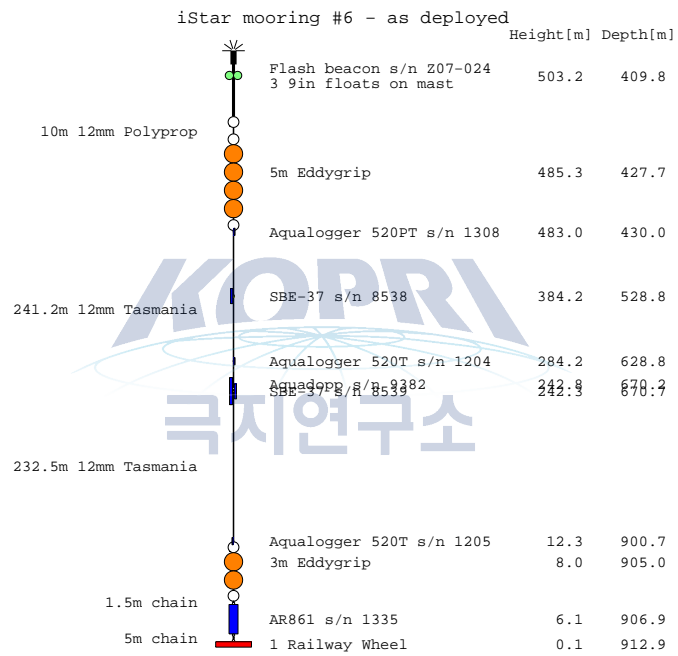 iStar mooring #6 - as deployed
Height[m] Depth[m]
Flash beacon s/n Z07-024
3 9in floats on mast 503.2 409.8
10m 12mm Polyprop
5m Eddygrip 485.3 427.7
Aqualogger 520PT s/n 1308 483.0 430.0
KOPRI
SBE-37 s/n 8538 384.2 528.8
241.2m 12mm Tasmania
Aqualogger 520T s/n 1204 284.2 628.8
Aquadopp s/n 9382 242.8 670.2
SBE-37 s/n 8539 242.3 670.7
극지연구소
232.5m 12mm Tasmania
Aqualogger 520T s/n 1205 12.3 900.7
3m Eddygrip 8.0 905.0
1.5m chain
AR861 s/n 1335 6.1 906.9
5m chain
1 Railway Wheel 0.1 912.9